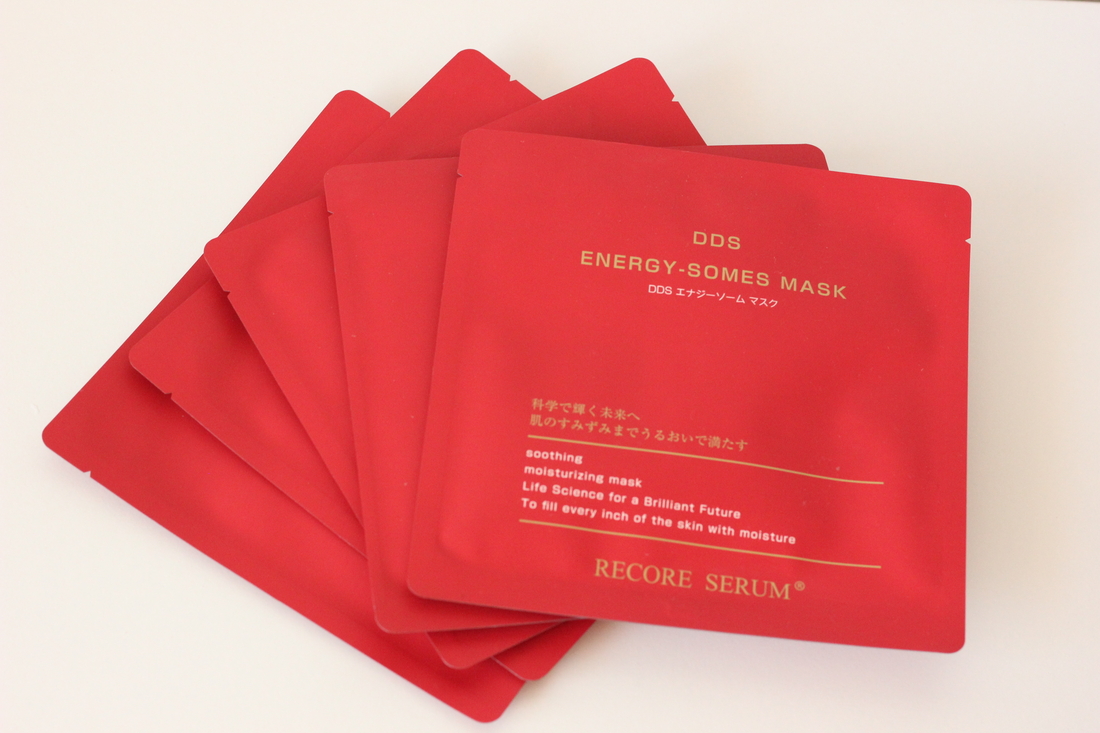 DDS
ENERGY-SOMES MASK
DDS エナジーソーム マスク
科学で輝く未来へ
肌のすみずみまでうるおいで満たす
soothing
moisturizing mask
Life Science for a Brilliant Future
To fill every inch of the skin with moisture
RECORE SERUM®